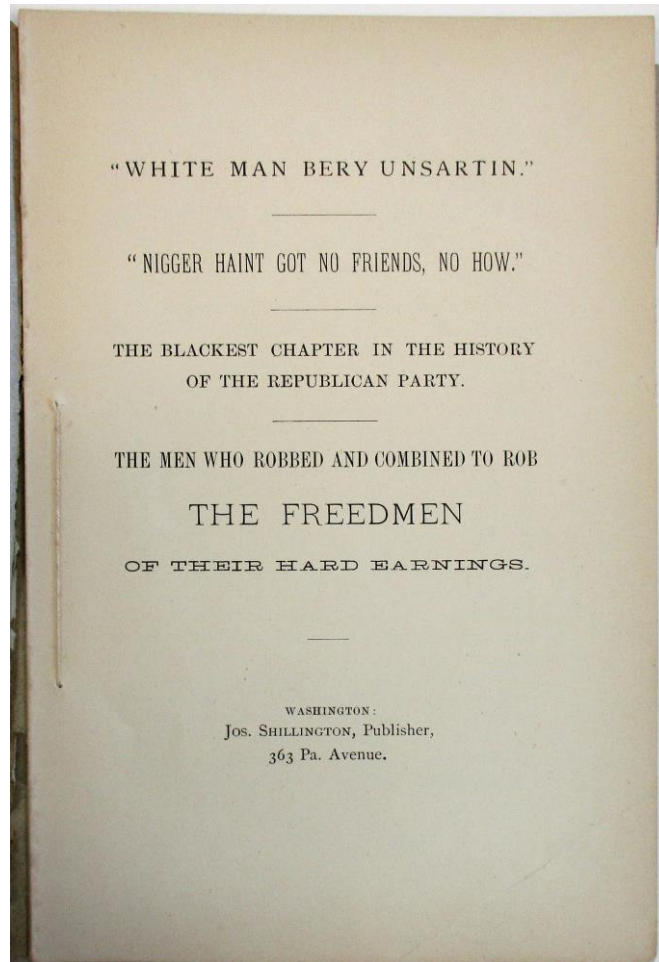 "WHITE MAN BERY UNSARTIN."
"NIGGER HAINT GOT NO FRIENDS, NO HOW."
THE BLACKEST CHAPTER IN THE HISTORY
OF THE REPUBLICAN PARTY.
THE MEN WHO ROBBED AND COMBINED TO ROB
THE FREEDMEN
OF THEIR HARD EARNINGS.
WASHINGTON:
JOS. SHILLINGTON, Publisher,
363 Pa. Avenue.